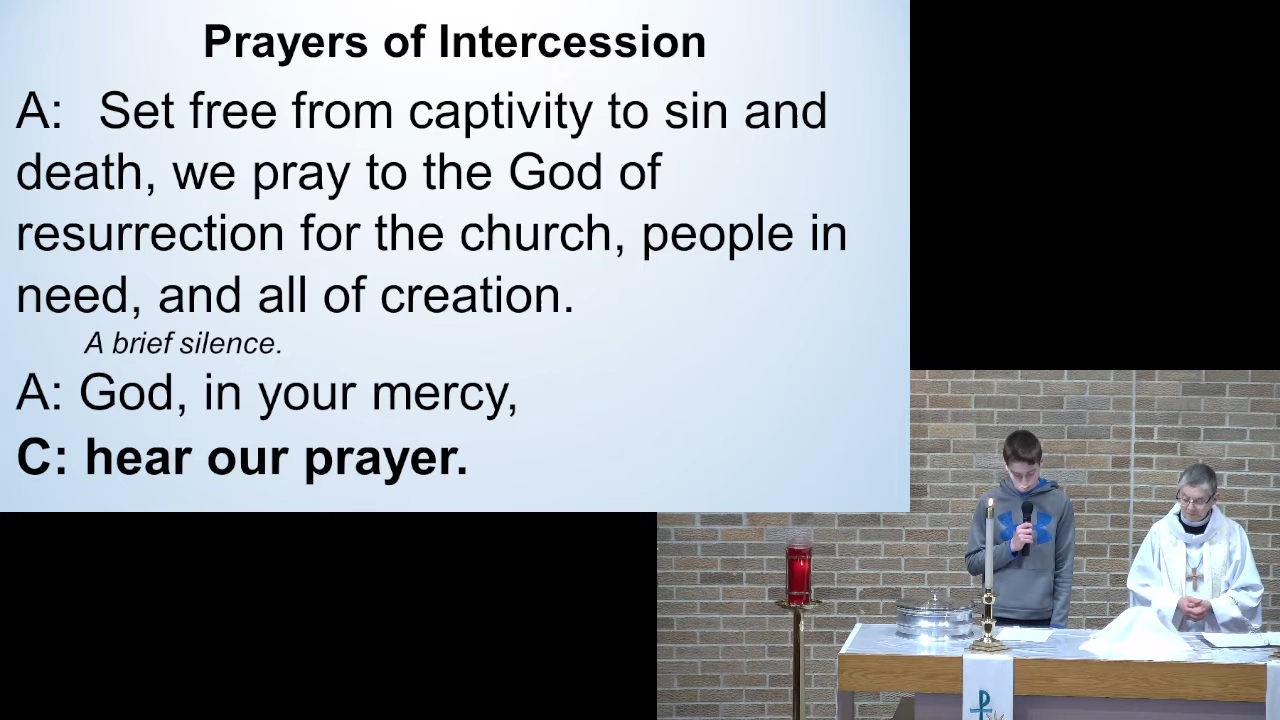 Prayers of Intercession
A: Set free from captivity to sin and
death, we pray to the God of
resurrection for the church, people in
need, and all of creation.
A brief silence.
A: God, in your mercy,
C: hear our prayer.